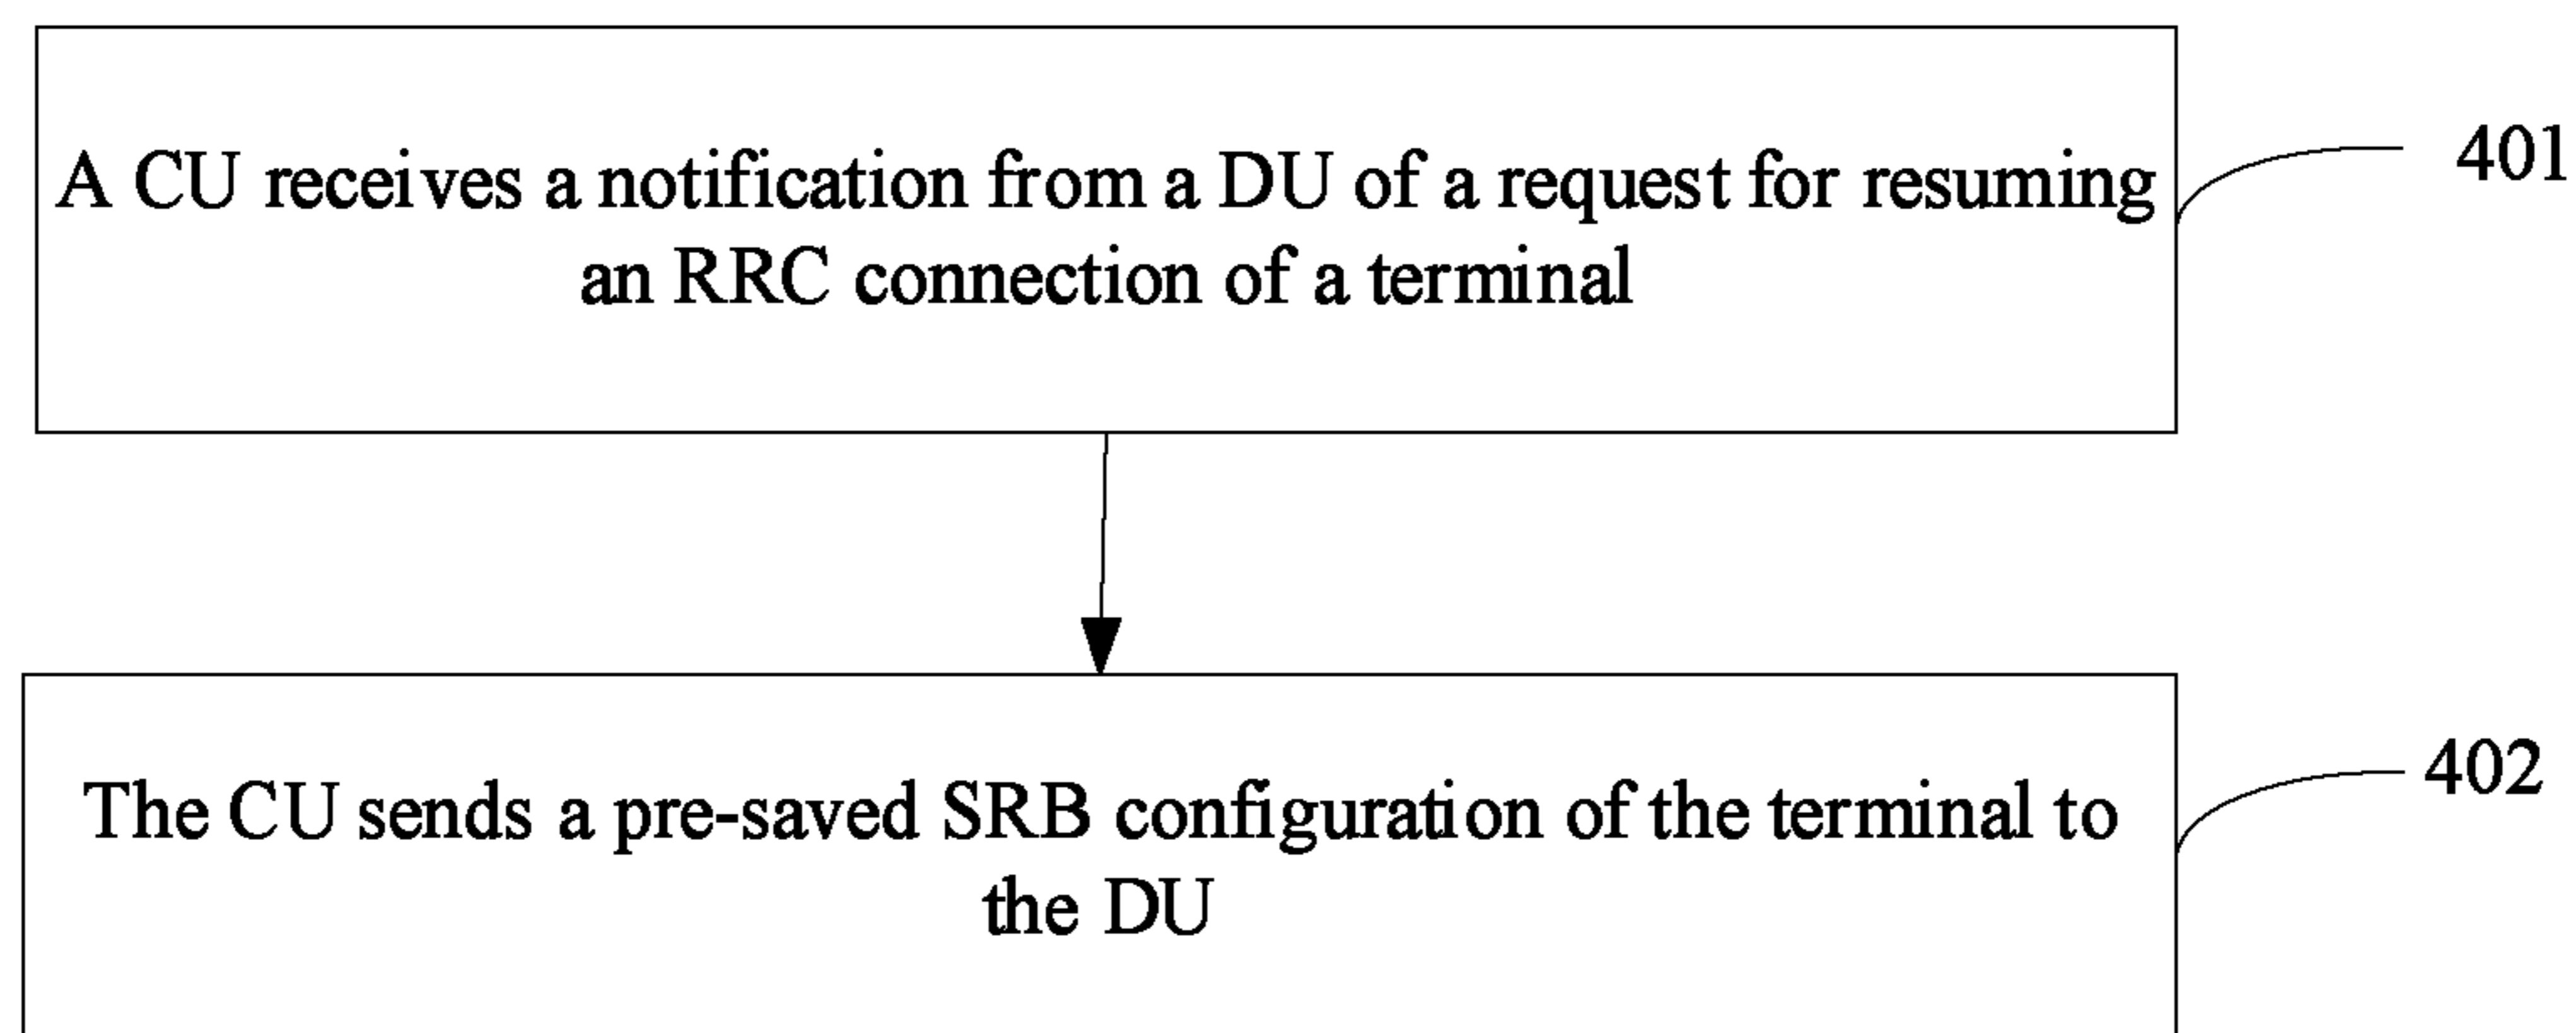 A CU receives a notification from a DU of a request for resuming
an RRC connection of a terminal
401
The CU sends a pre-saved SRB configuration of the terminal to
the DU
402